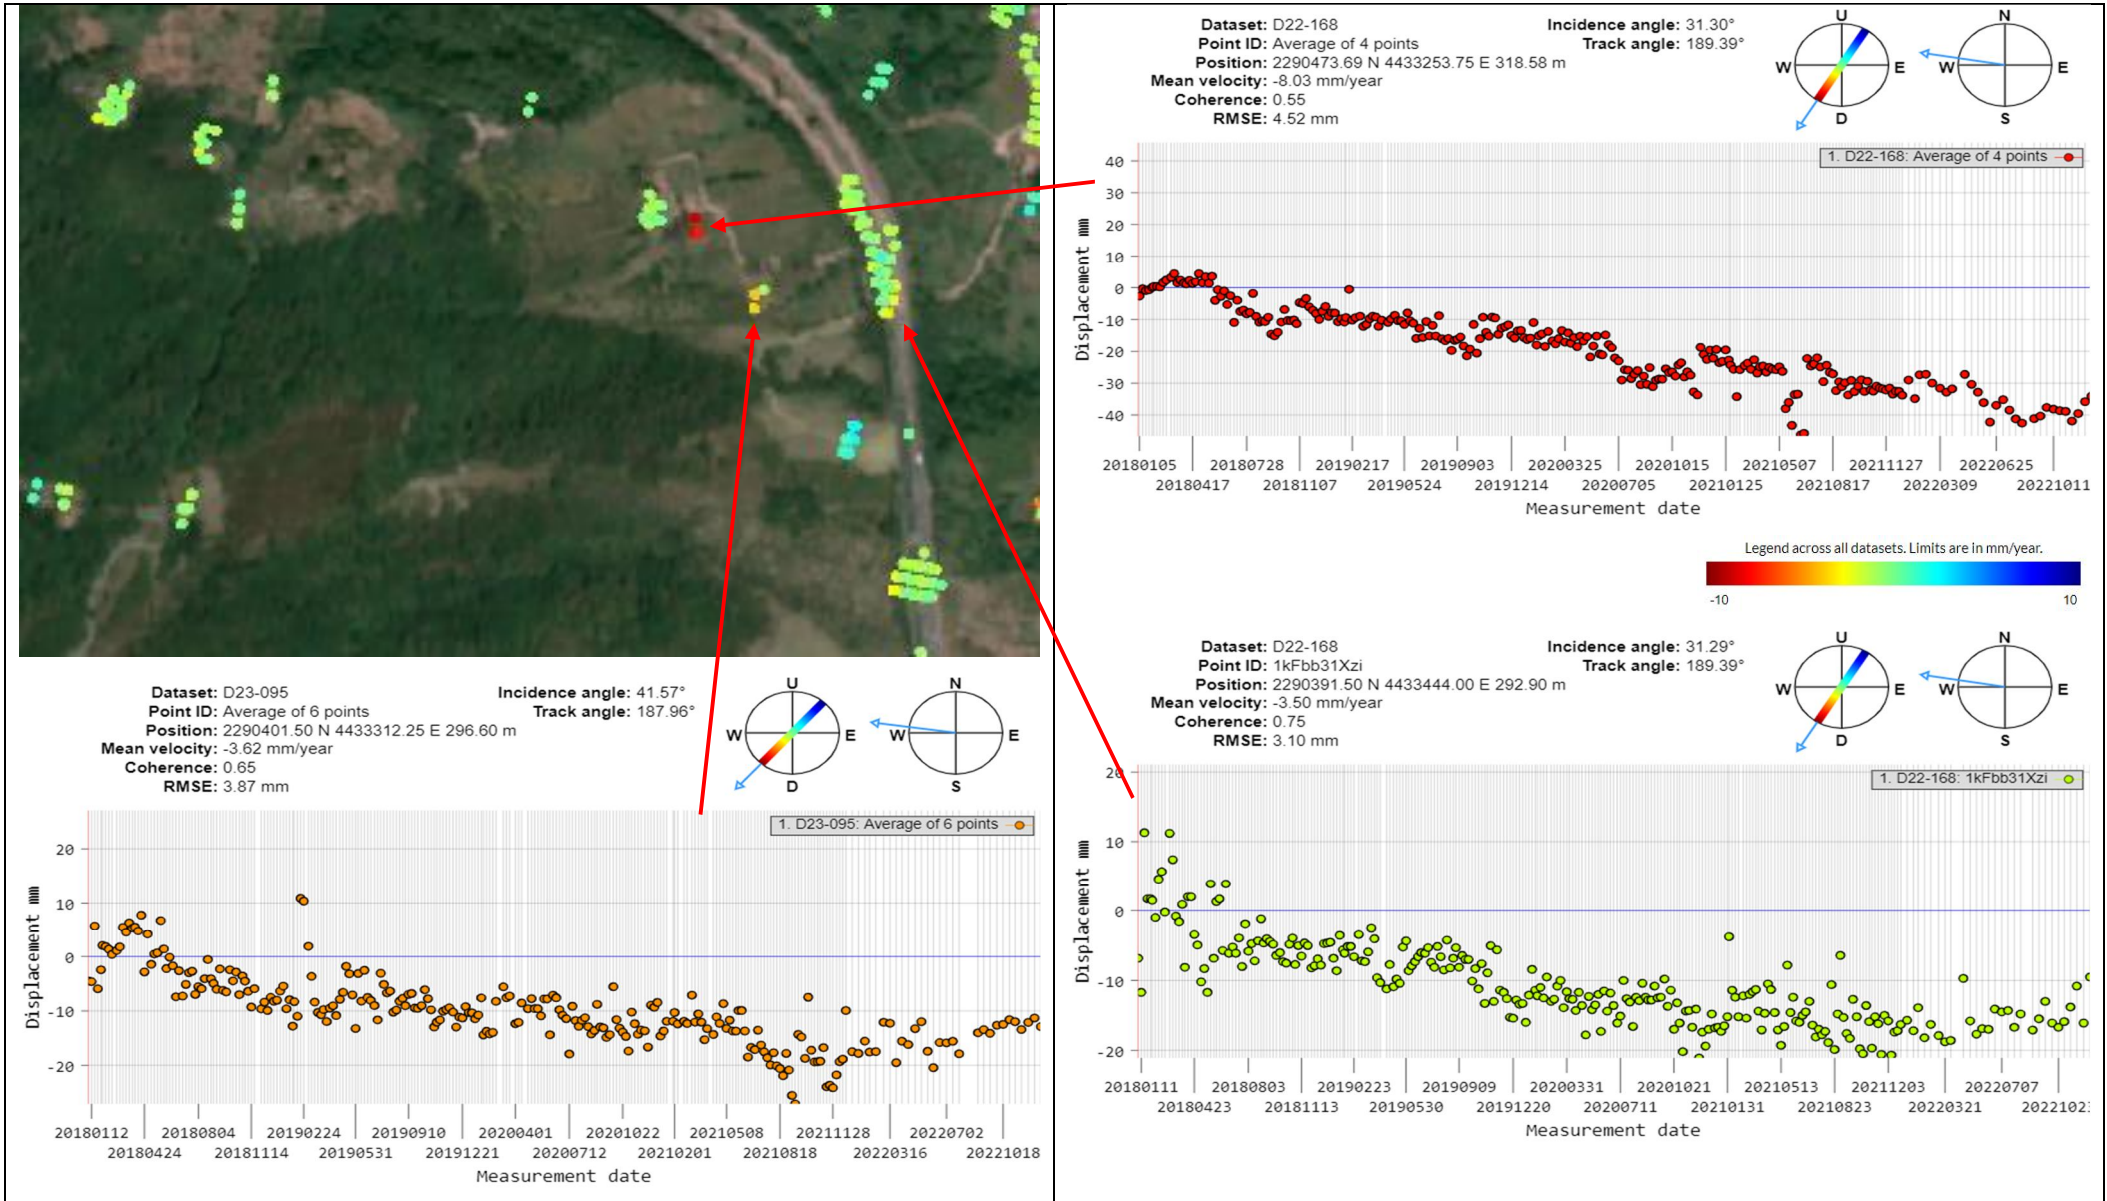 Dataset: D22-168
Point ID: Average of 4 points
Position: 2290473.69 N 4433253.75 E 318.58 m
Mean velocity: -8.03 mm/year
Coherence: 0.55
RMSE: 4.52 mm
Incidence angle: 31.30°
Track angle: 189.39°
U
W E
D
N
W E
S
1. D22-168: Average of 4 points
Displacement mm
40
30
20
10
0
-10
-20
-30
-40
20180105 20180728 20190217 20190903 20200325 20201015 20210507 20211127 20220625
20180417 20181107 20190524 20191214 20200705 20210125 20210817 20220309 20221011
Measurement date
Legend across all datasets. Limits are in mm/year.
-10 10
Dataset: D22-168
Point ID: 1kFbb31Xzi
Position: 2290391.50 N 4433444.00 E 292.90 m
Mean velocity: -3.50 mm/year
Coherence: 0.75
RMSE: 3.10 mm
Incidence angle: 31.29°
Track angle: 189.39°
U
W E
D
N
W E
S
1. D22-168: 1kFbb31Xzi
Displacement mm
20
10
0
-10
-20
20180111 20180803 20190223 20190909 20200331 20201021 20210513 20211203 20220707
20180423 20181113 20190530 20191220 20200711 20210131 20210823 20220321 2022102
Measurement date
Dataset: D23-095
Point ID: Average of 6 points
Position: 2290401.50 N 4433312.25 E 296.60 m
Mean velocity: -3.62 mm/year
Coherence: 0.65
RMSE: 3.87 mm
Incidence angle: 41.57°
Track angle: 187.96°
U
W E
D
N
W E
S
1. D23-095: Average of 6 points
Displacement mm
20
10
0
-10
-20
20180112 20180804 20190224 20190910 20200401 20201022 20210508 20211128 20220702
20180424 20181114 20190531 20191221 20200712 20210201 20210818 20220316 20221018
Measurement date